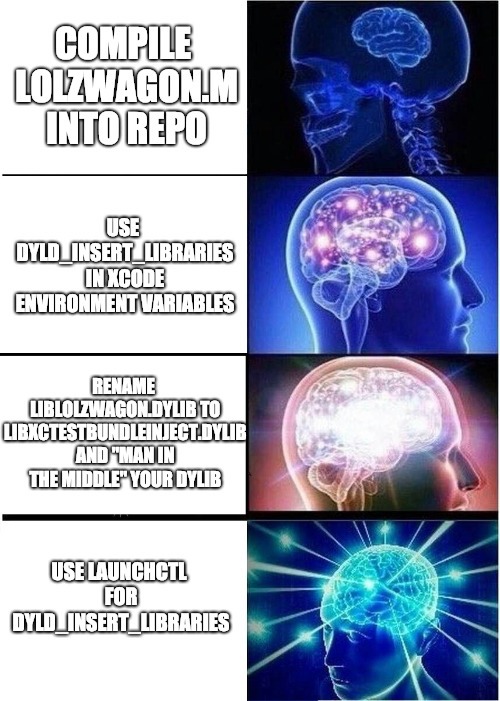 COMPILE
LOLZWAGON.M
INTO REPO
USE
DYLD_INSERT_LIBRARIES
IN XCODE
ENVIRONMENT VARIABLES
RENAME
LIBLOLZWAGON.DYLIB TO
LIBXCTESTBUNDLEINJECT.DYLIB
AND "MAN IN
THE MIDDLE" YOUR DYLIB
USE LAUNCHCTL
FOR
DYLD_INSERT_LIBRARIES